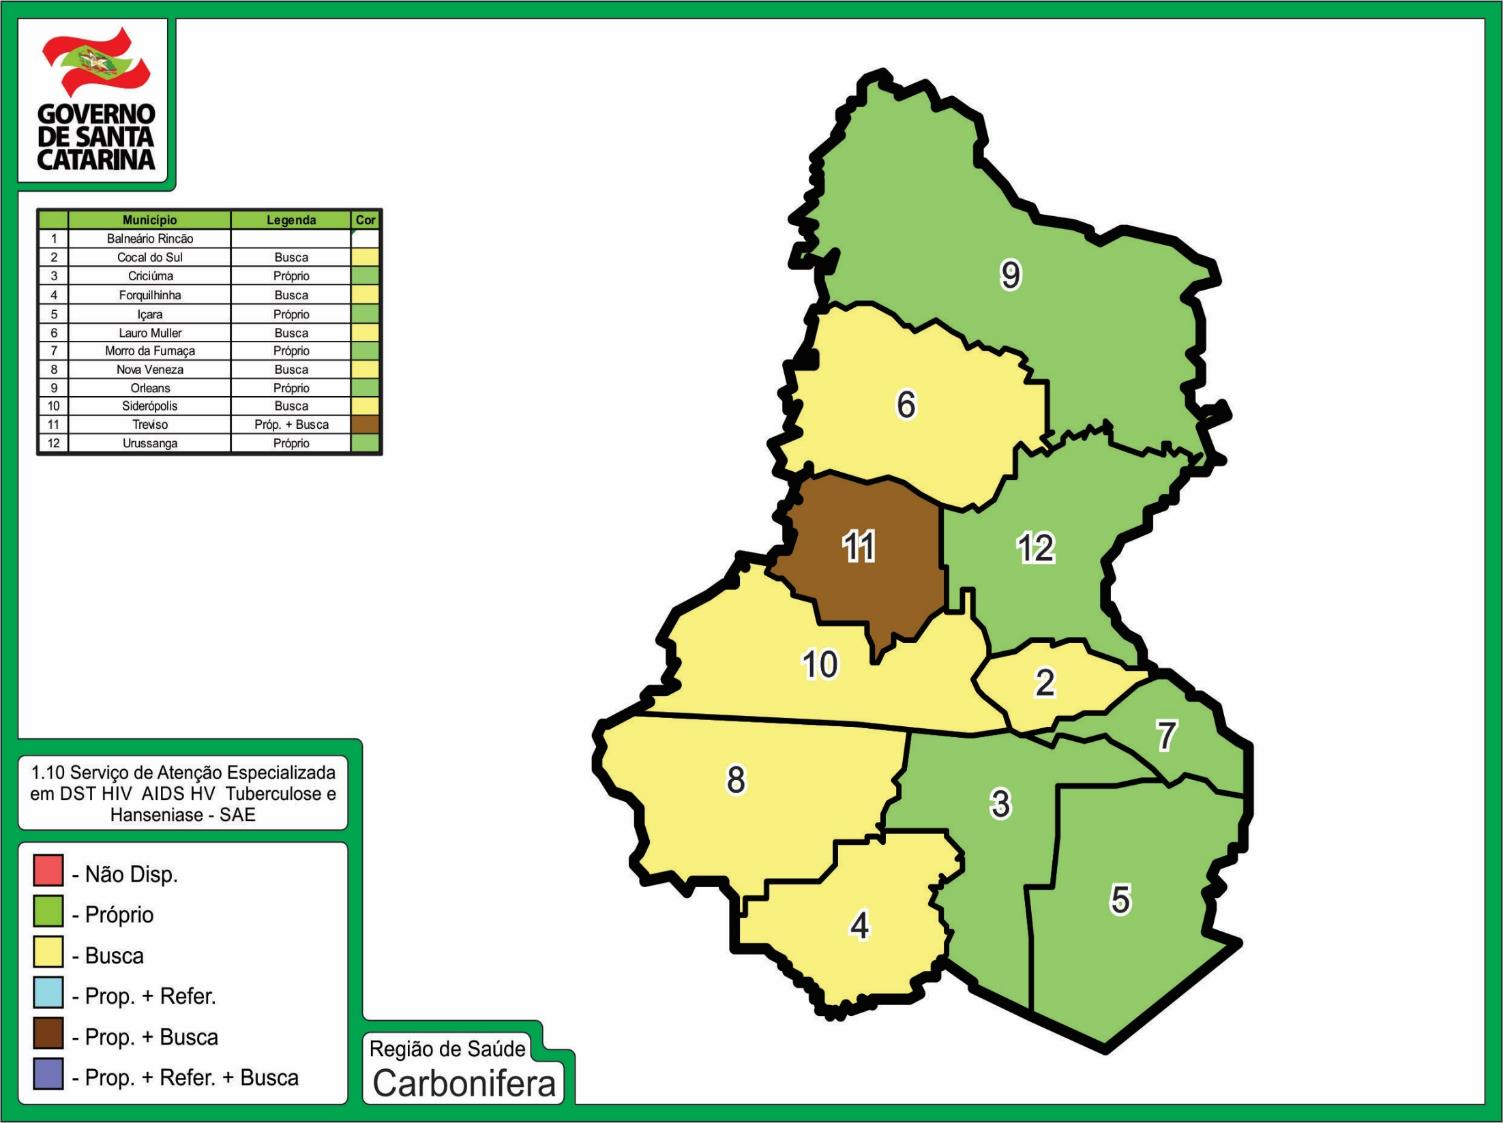 GOVERNO
DE SANTA
CATARINA
Município Legenda Cor
1 Balneário Rincão
2 Cocal do Sul Busca
3 Criciúma Próprio
4 Forquilhinha Busca
5 Içara Próprio
6 Lauro Muller Busca
7 Morro da Fumaça Próprio
8 Nova Veneza Busca
9 Orleans Próprio
10 Siderópolis Busca
11 Treviso Próp. + Busca
12 Urussanga Próprio
9
6
11
12
10
2
7
8
3
5
4
1.10 Serviço de Atenção Especializada
em DST HIV AIDS HV Tuberculose e
Hanseniase - SAE
- Não Disp.
- Próprio
- Busca
- Prop. + Refer.
- Prop. + Busca
- Prop. + Refer. + Busca
Região de Saúde
Carbonifera